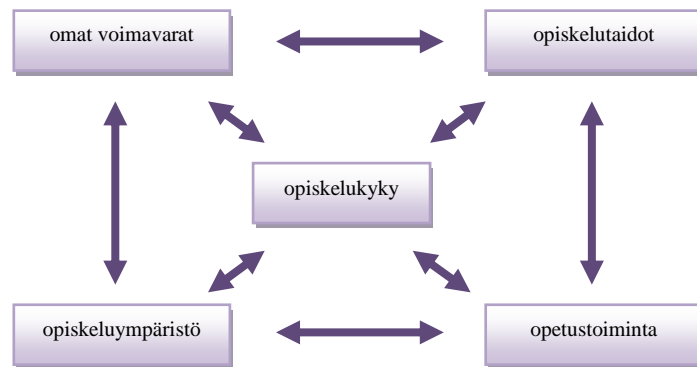 omat voimavarat
opiskelutaidot
opiskelukyky
opiskeluympäristö
opetustoiminta